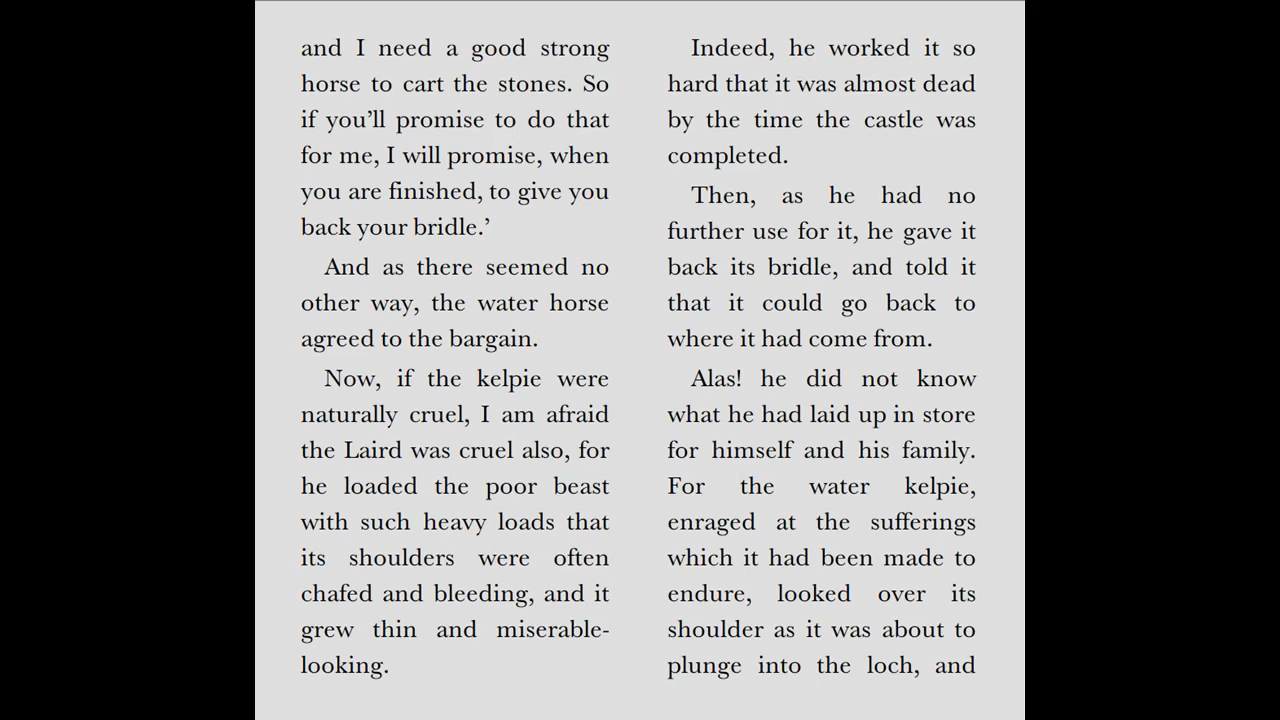 and I need a good strong
horse to cart the stones. So
if you’ll promise to do that
for me, I will promise, when
you are finished, to give you
back your bridle.’
And as there seemed no
other way, the water horse
agreed to the bargain.
Now, if the kelpie were
naturally cruel, I am afraid
the Laird was cruel also, for
he loaded the poor beast
with such heavy loads that
its shoulders were often
chafed and bleeding, and it
grew thin and miserable-
looking.
Indeed, he worked it so
hard that it was almost dead
by the time the castle was
completed.
Then, as he had no
further use for it, he gave it
back its bridle, and told it
that it could go back to
where it had come from.
Alas! he did not know
what he had laid up in store
for himself and his family.
For the water kelpie,
enraged at the sufferings
which it had been made to
endure, looked over its
shoulder as it was about to
plunge into the loch, and